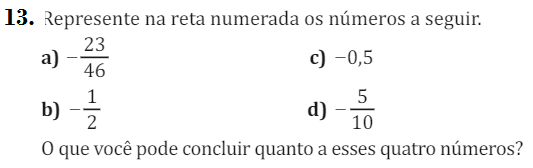 13. Represente na reta numerada os números a seguir.
a) −23/46 c) −0,5
b) −1/2 d) −5/10
O que você pode concluir quanto a esses quatro números?